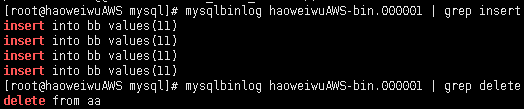 [root@haoweiwuAWS mysql]# mysqlbinlog haoweiwuAWS-bin.000001 | grep insert
insert into bb values(11)
insert into bb values(11)
insert into bb values(11)
insert into bb values(11)
[root@haoweiwuAWS mysql]# mysqlbinlog haoweiwuAWS-bin.000001 | grep delete
delete from aa